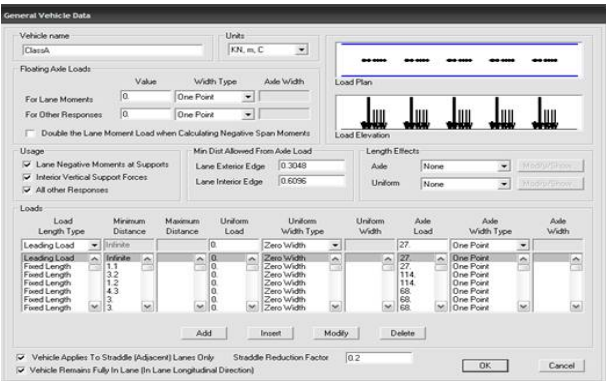 General Vehicle Data
Vehicle name
ClassA
Units
KN, m, C
Load Plan
Load Elevation
Floating Axle Loads
Value Width Type Axle Width
For Lane Moments 0. One Point
For Other Responses 0. One Point
Double the Lane Moment Load when Calculating Negative Span Moments
Usage
Lane Negative Moments at Supports
Interior Vertical Support Forces
All other Responses
Min Dist Allowed From Axle Load
Lane Exterior Edge 0.3048
Lane Interior Edge 0.6096
Length Effects
Axle None Modify/Show...
Uniform None Modify/Show...
Loads
Load Length Type Minimum Distance Maximum Distance Uniform Load Uniform Width Type Uniform Width Axle Load Axle Width Type Axle Width
Leading Load Infinite 0. Zero Width 27. One Point
Leading Load Infinite 0. Zero Width 27. One Point
Fixed Length 1.1 0. Zero Width 27. One Point
Fixed Length 3.2 0. Zero Width 114. One Point
Fixed Length 1.2 0. Zero Width 114. One Point
Fixed Length 4.3 0. Zero Width 68. One Point
Fixed Length 3. 0. Zero Width 68. One Point
Fixed Length 3. 0. Zero Width 68. One Point
Add Insert Modify Delete
Vehicle Applies To Straddle (Adjacent) Lanes Only Straddle Reduction Factor 0.2
Vehicle Remains Fully In Lane (In Lane Longitudinal Direction)
OK Cancel